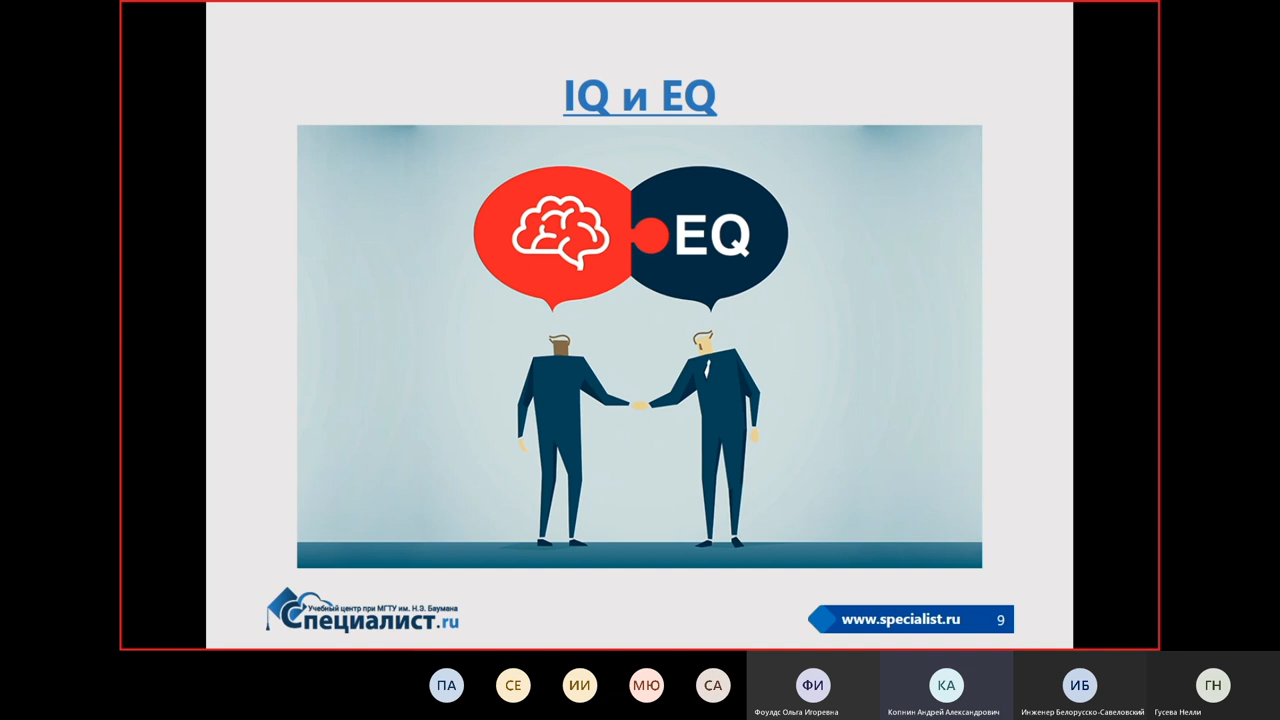 IQ и EQ
EQ
Учебный центр при МГТУ им. Н.Э. Баумана
Специалист.ru
www.specialist.ru 9
ПА СЕ ИИ МЮ СА ФИ КА ИБ ГН
Фоулдс Ольга Игоревна Копнин Андрей Александрович Инженер Белорусско-Савеловский Гусева Нелли